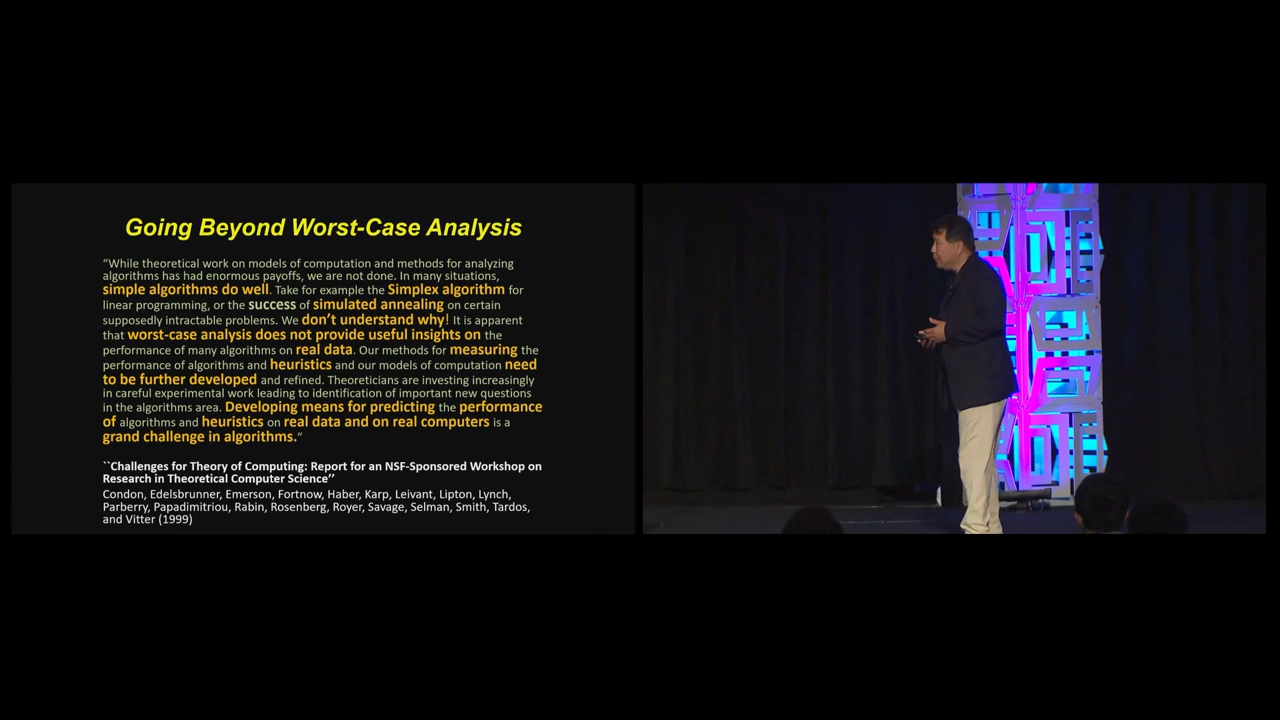 Going Beyond Worst-Case Analysis
“While theoretical work on models of computation and methods for analyzing
algorithms has had enormous payoffs, we are not done. In many situations,
simple algorithms do well. Take for example the Simplex algorithm for
linear programming, or the success of simulated annealing on certain
supposedly intractable problems. We don’t understand why! It is apparent
that worst-case analysis does not provide useful insights on the
performance of many algorithms on real data. Our methods for measuring the
performance of algorithms and heuristics and our models of computation need
to be further developed and refined. Theoreticians are investing increasingly
in careful experimental work leading to identification of important new questions
in the algorithms area. Developing means for predicting the performance
of algorithms and heuristics on real data and on real computers is a
grand challenge in algorithms.”
``Challenges for Theory of Computing: Report for an NSF-Sponsored Workshop on
Research in Theoretical Computer Science’’
Condon, Edelsbrunner, Emerson, Fortnow, Haber, Karp, Leivant, Lipton, Lynch,
Parberry, Papadimitriou, Rabin, Rosenberg, Royer, Savage, Selman, Smith, Tardos,
and Vitter (1999)